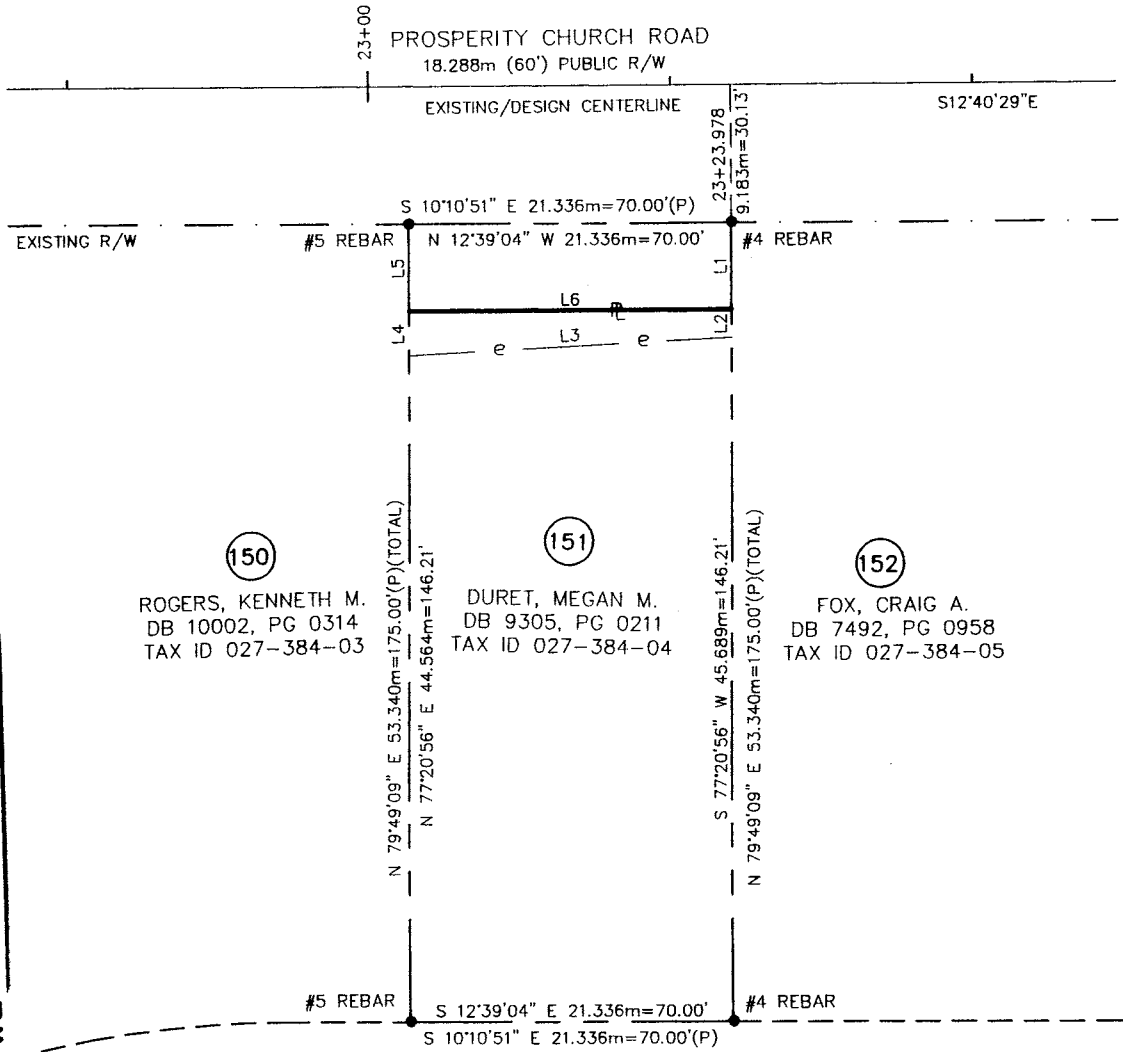 23+00
PROSPERITY CHURCH ROAD
18.288m (60') PUBLIC R/W
EXISTING/DESIGN CENTERLINE
S12°40'29"E
23+23.978
9.183m=30.13'
S 10°10'51" E 21.336m=70.00'(P)
EXISTING R/W
#5 REBAR
N 12°39'04" W 21.336m=70.00'
#4 REBAR
L5
L1
L6
PL
L4
L3
L2
e
e
150
ROGERS, KENNETH M.
DB 10002, PG 0314
TAX ID 027-384-03
N 79°49'09" E 53.340m=175.00'(P)(TOTAL)
N 77°20'56" E 44.564m=146.21'
151
DURET, MEGAN M.
DB 9305, PG 0211
TAX ID 027-384-04
S 77°20'56" W 45.689m=146.21'
N 79°49'09" E 53.340m=175.00'(P)(TOTAL)
152
FOX, CRAIG A.
DB 7492, PG 0958
TAX ID 027-384-05
#5 REBAR
S 12°39'04" E 21.336m=70.00'
#4 REBAR
S 10°10'51" E 21.336m=70.00'(P)